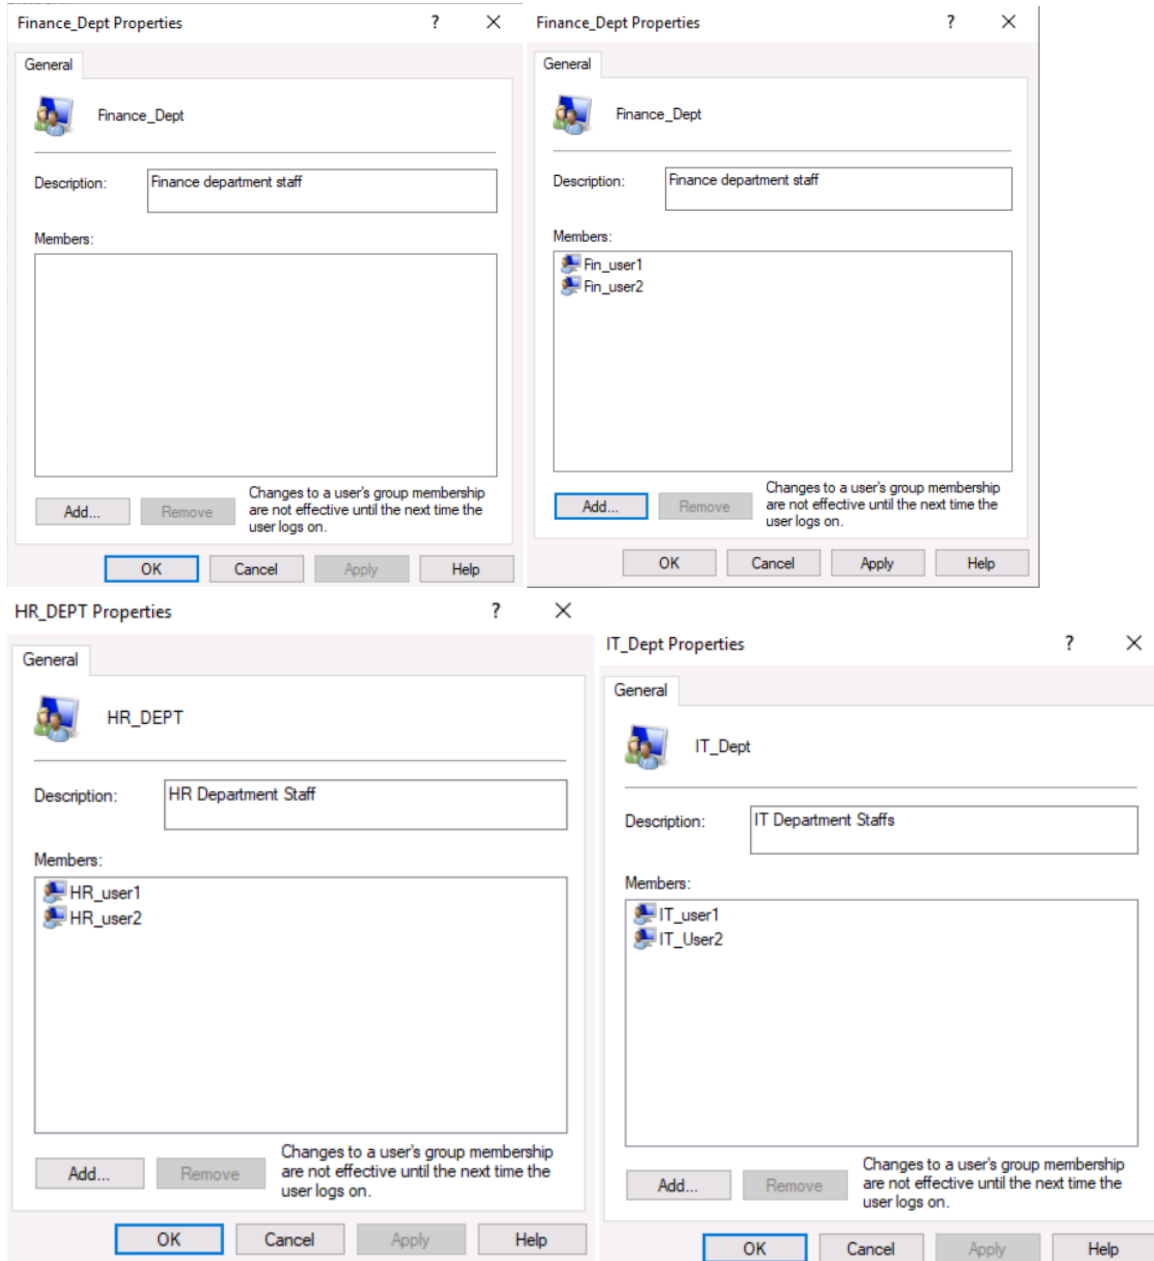 Finance_Dept Properties
?
General
Finance_Dept
Description:
Finance department staff
Members:
Add...
Remove
Changes to a user's group membership
are not effective until the next time the
user logs on.
OK
Cancel
Apply
Help
Finance_Dept Properties
?
General
Finance_Dept
Description:
Finance department staff
Members:
Fin_user1
Fin_user2
Add...
Remove
Changes to a user's group membership
are not effective until the next time the
user logs on.
OK
Cancel
Apply
Help
HR_DEPT Properties
?
General
HR_DEPT
Description:
HR Department Staff
Members:
HR_user1
HR_user2
Add...
Remove
Changes to a user's group membership
are not effective until the next time the
user logs on.
OK
Cancel
Apply
Help
IT_Dept Properties
?
General
IT_Dept
Description:
IT Department Staffs
Members:
IT_user1
IT_User2
Add...
Remove
Changes to a user's group membership
are not effective until the next time the
user logs on.
OK
Cancel
Apply
Help